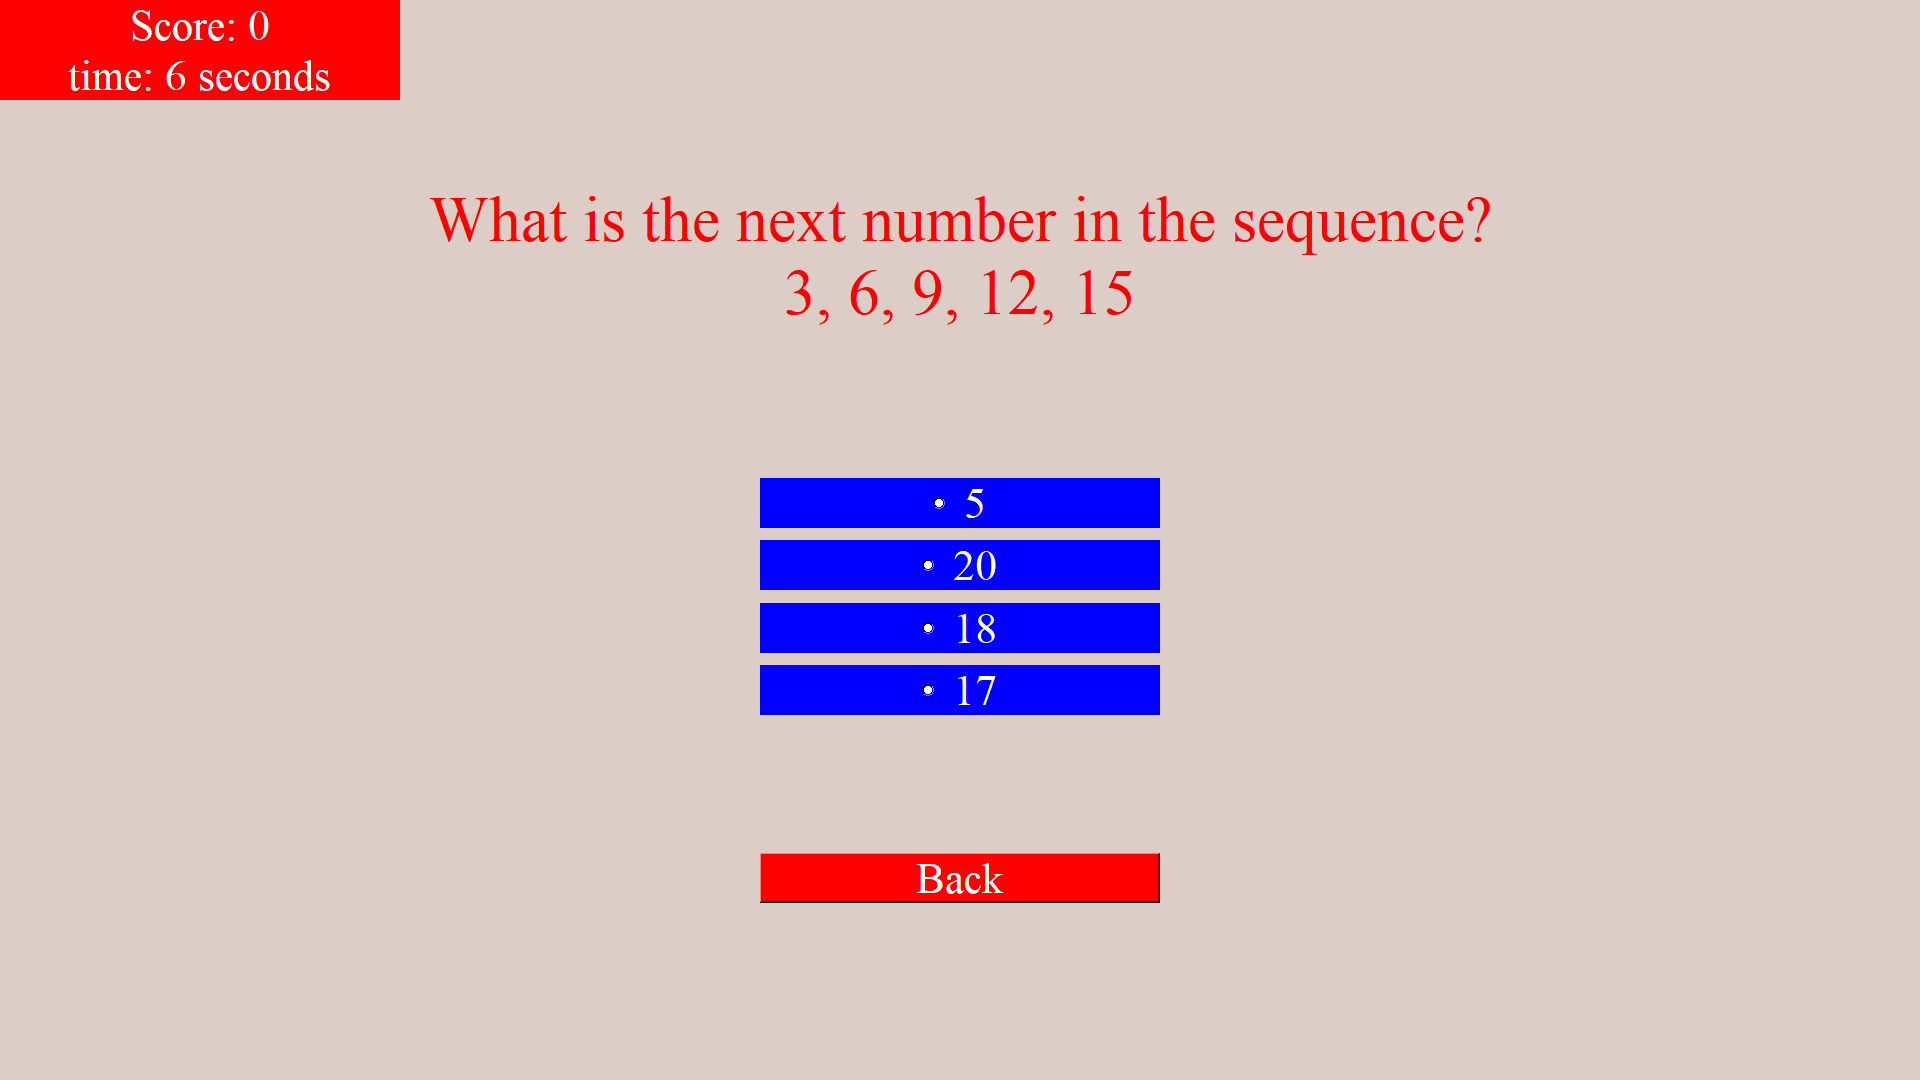 Score: 0
time: 6 seconds
What is the next number in the sequence?
3, 6, 9, 12, 15
5
20
18
17
Back